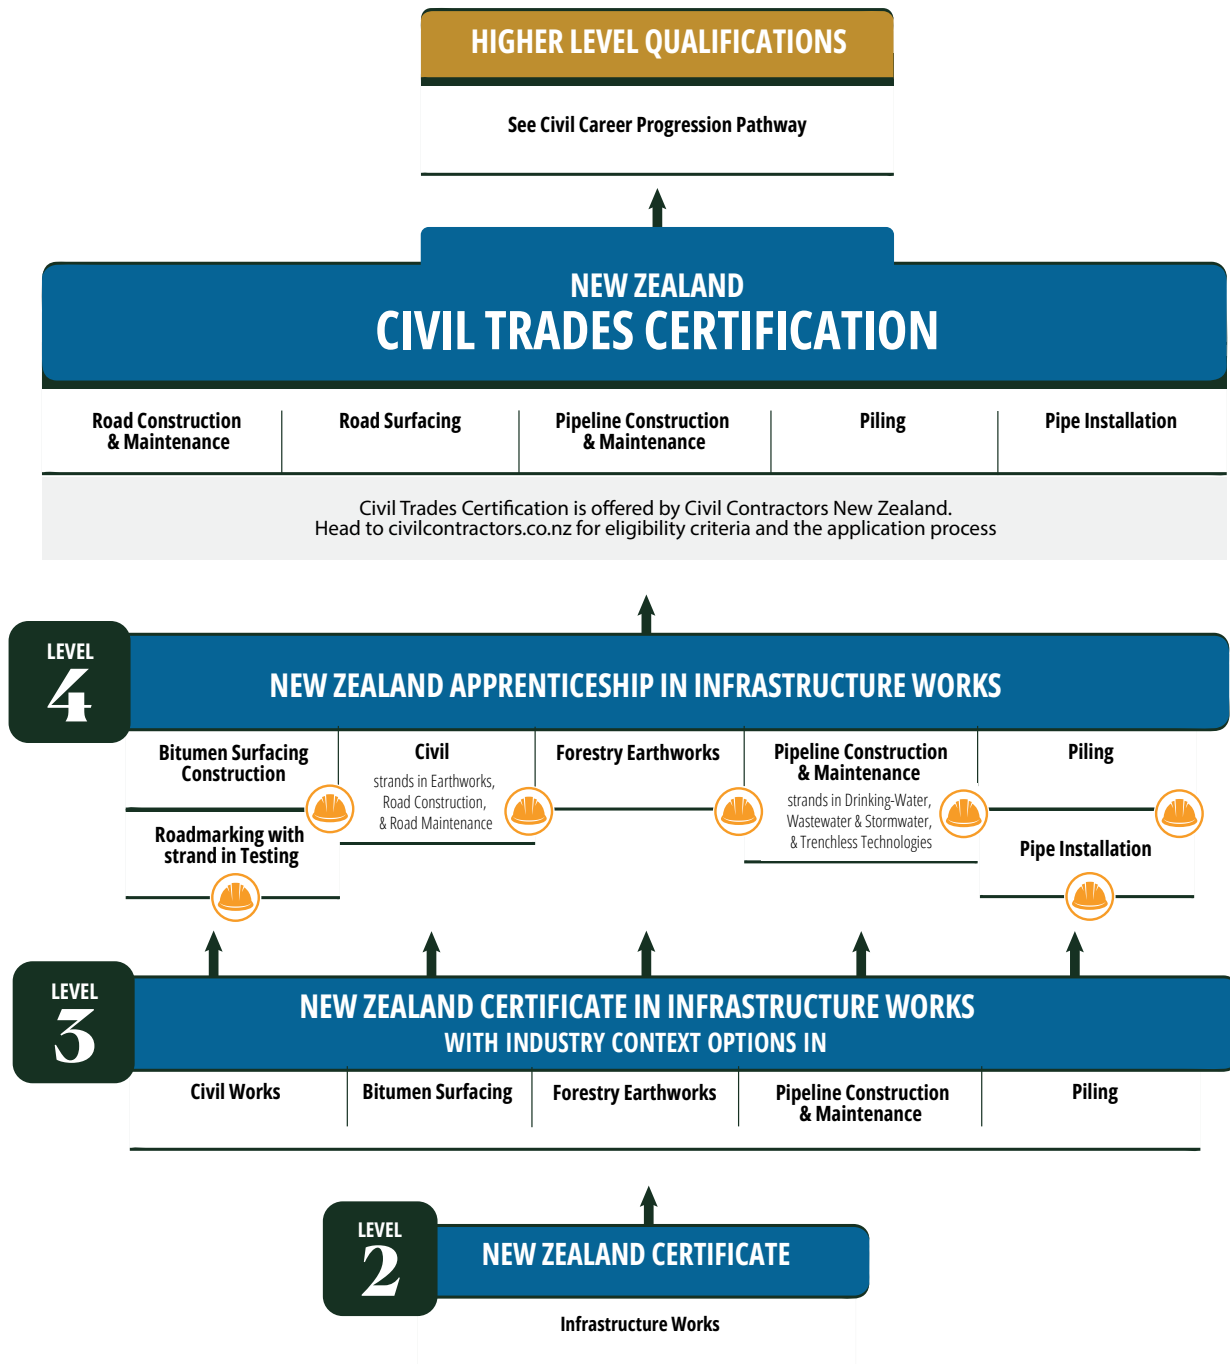 HIGHER LEVEL QUALIFICATIONS
See Civil Career Progression Pathway
NEW ZEALAND
CIVIL TRADES CERTIFICATION
Road Construction
& Maintenance
Road Surfacing
Pipeline Construction
& Maintenance
Piling
Pipe Installation
Civil Trades Certification is offered by Civil Contractors New Zealand.
Head to civilcontractors.co.nz for eligibility criteria and the application process
LEVEL
4
NEW ZEALAND APPRENTICESHIP IN INFRASTRUCTURE WORKS
Bitumen Surfacing
Construction
Roadmarking with
strand in Testing
Civil
strands in Earthworks,
Road Construction,
& Road Maintenance
Forestry Earthworks
Pipeline Construction
& Maintenance
strands in Drinking-Water,
Wastewater & Stormwater,
& Trenchless Technologies
Piling
Pipe Installation
LEVEL
3
NEW ZEALAND CERTIFICATE IN INFRASTRUCTURE WORKS
WITH INDUSTRY CONTEXT OPTIONS IN
Civil Works
Bitumen Surfacing
Forestry Earthworks
Pipeline Construction
& Maintenance
Piling
LEVEL
2
NEW ZEALAND CERTIFICATE
Infrastructure Works